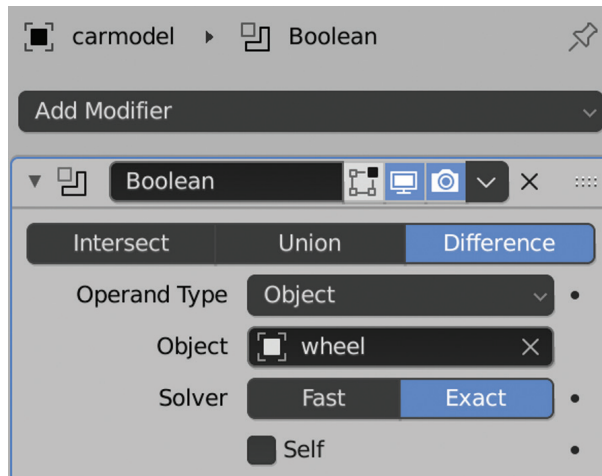 carmodel Boolean
Add Modifier
Boolean
Intersect Union Difference
Operand Type Object
Object wheel
Solver Fast Exact
Self